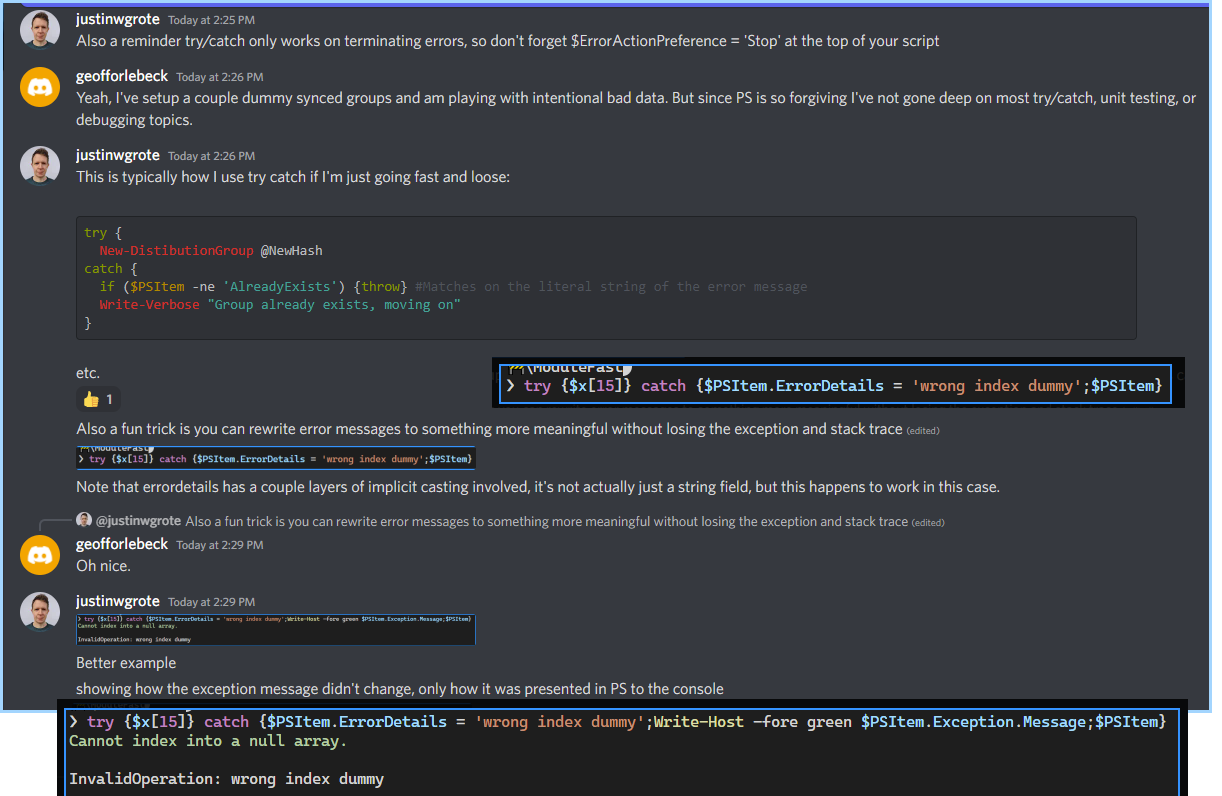 justinwgrote Today at 2:25 PM
Also a reminder try/catch only works on terminating errors, so don't forget $ErrorActionPreference = 'Stop' at the top of your script
geofforlebeck Today at 2:26 PM
Yeah, I've setup a couple dummy synced groups and am playing with intentional bad data. But since PS is so forgiving I've not gone deep on most try/catch, unit testing, or
debugging topics.
justinwgrote Today at 2:26 PM
This is typically how I use try catch if I'm just going fast and loose:
try {
  New-DistibutionGroup @NewHash
catch {
  if ($PSItem -ne 'AlreadyExists') {throw} #Matches on the literal string of the error message
  Write-Verbose "Group already exists, moving on"
}
etc.
\ModuleFast
❯ try {$x[15]} catch {$PSItem.ErrorDetails = 'wrong index dummy';$PSItem}
👍 1
Also a fun trick is you can rewrite error messages to something more meaningful without losing the exception and stack trace (edited)
\ModuleFast
❯ try {$x[15]} catch {$PSItem.ErrorDetails = 'wrong index dummy';$PSItem}
Note that errordetails has a couple layers of implicit casting involved, it's not actually just a string field, but this happens to work in this case.
@justinwgrote Also a fun trick is you can rewrite error messages to something more meaningful without losing the exception and stack trace (edited)
geofforlebeck Today at 2:29 PM
Oh nice.
justinwgrote Today at 2:29 PM
❯ try {$x[15]} catch {$PSItem.ErrorDetails = 'wrong index dummy';Write-Host -fore green $PSItem.Exception.Message;$PSItem}
Cannot index into a null array.
InvalidOperation: wrong index dummy
Better example
showing how the exception message didn't change, only how it was presented in PS to the console
❯ try {$x[15]} catch {$PSItem.ErrorDetails = 'wrong index dummy';Write-Host -fore green $PSItem.Exception.Message;$PSItem}
Cannot index into a null array.
InvalidOperation: wrong index dummy